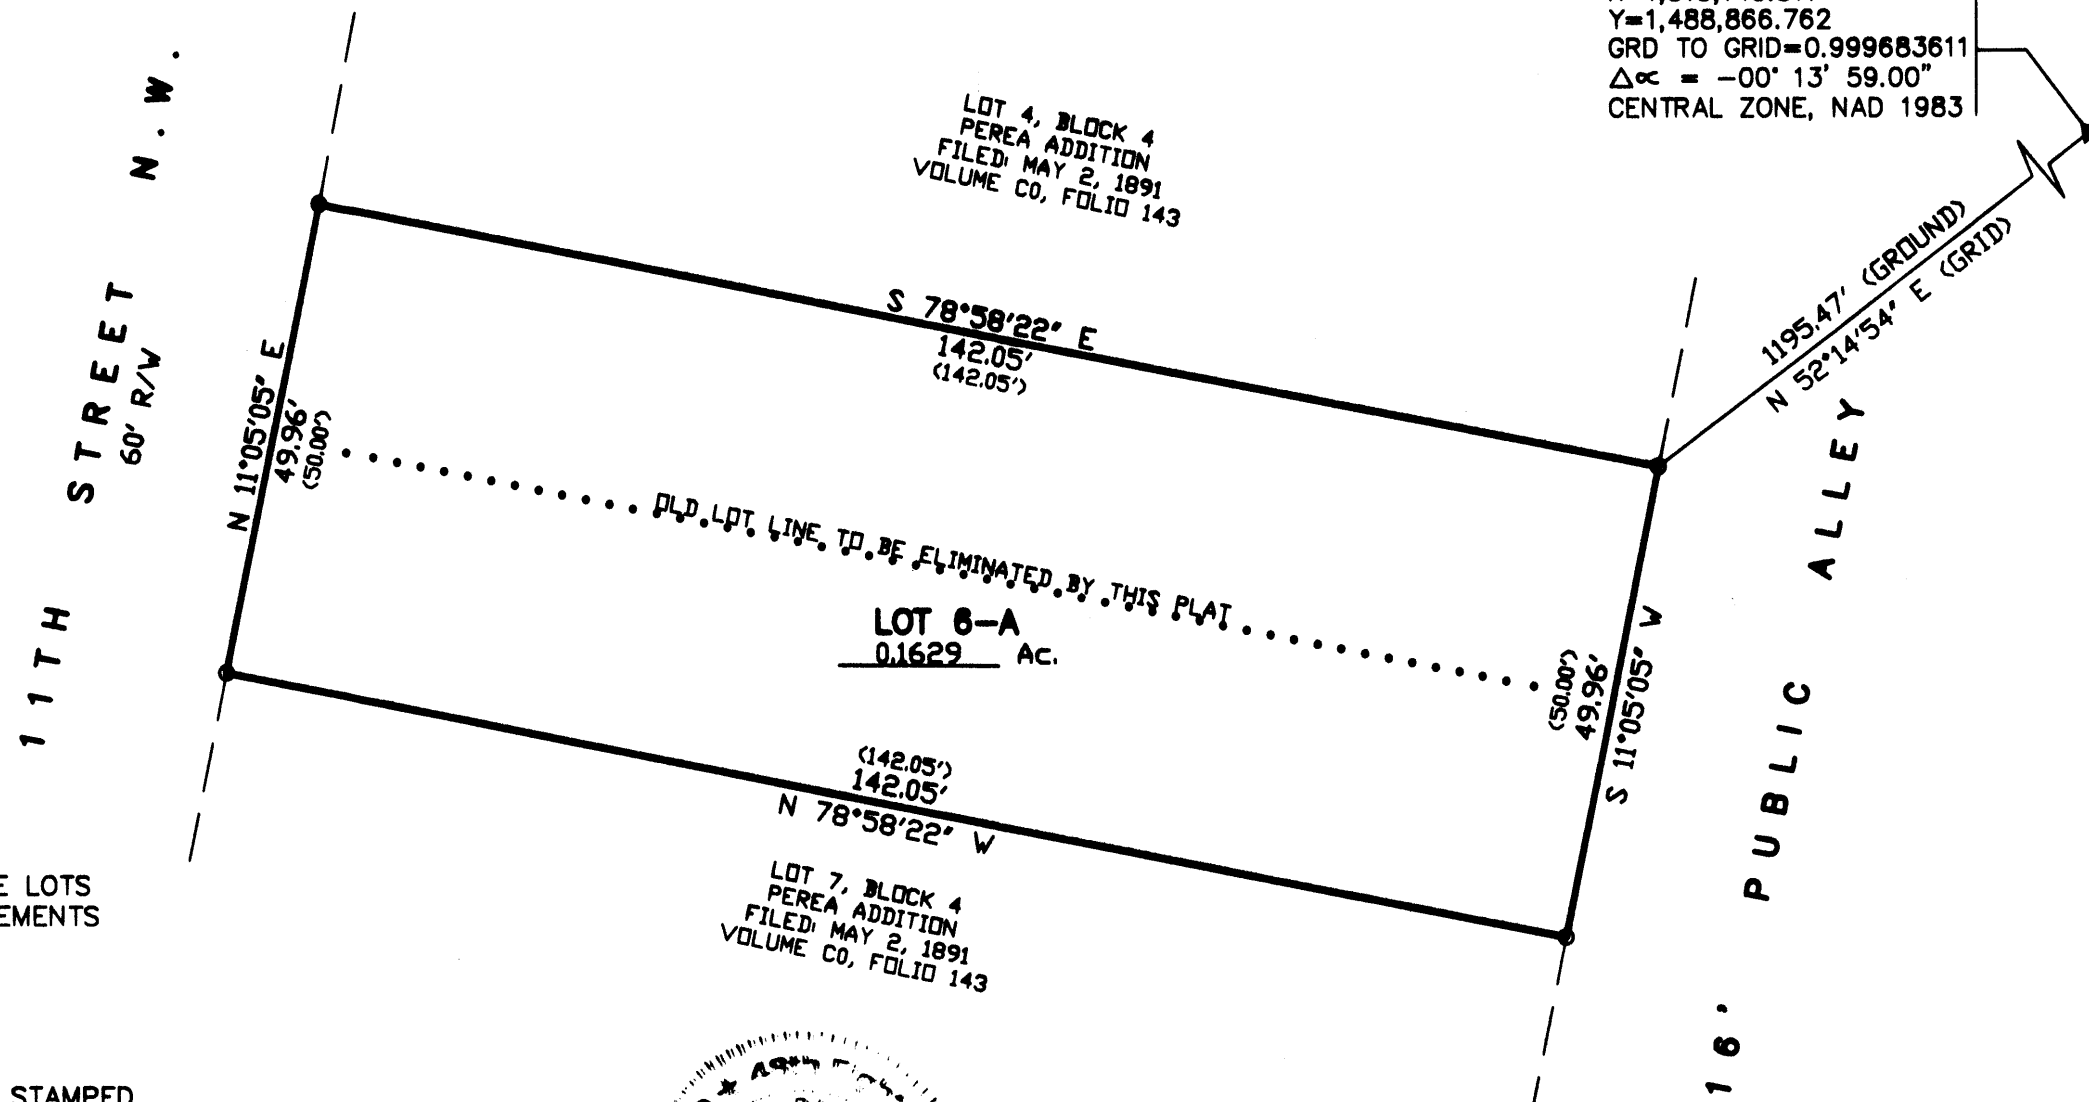 Y=1,488,866.762
GRD TO GRID=0.999683611
Δ∝ = -00° 13' 59.00"
CENTRAL ZONE, NAD 1983
LOT 4, BLOCK 4
PEREA ADDITION
FILED: MAY 2, 1891
VOLUME C0, FOLIO 143
1195.47' (GROUND)
N 52°14'54" E (GRID)
S 78°58'22" E
142.05'
(142.05')
11TH STREET N.W.
60' R/W
N 11°05'05" E
49.96'
(50.00')
OLD LOT LINE TO BE ELIMINATED BY THIS PLAT
LOT 6-A
0.1629 Ac.
(50.00')
49.96'
S 11°05'05" W
16' PUBLIC ALLEY
(142.05')
142.05'
N 78°58'22" W
LOT 7, BLOCK 4
PEREA ADDITION
FILED: MAY 2, 1891
VOLUME C0, FOLIO 143
LOTS
STAMPED